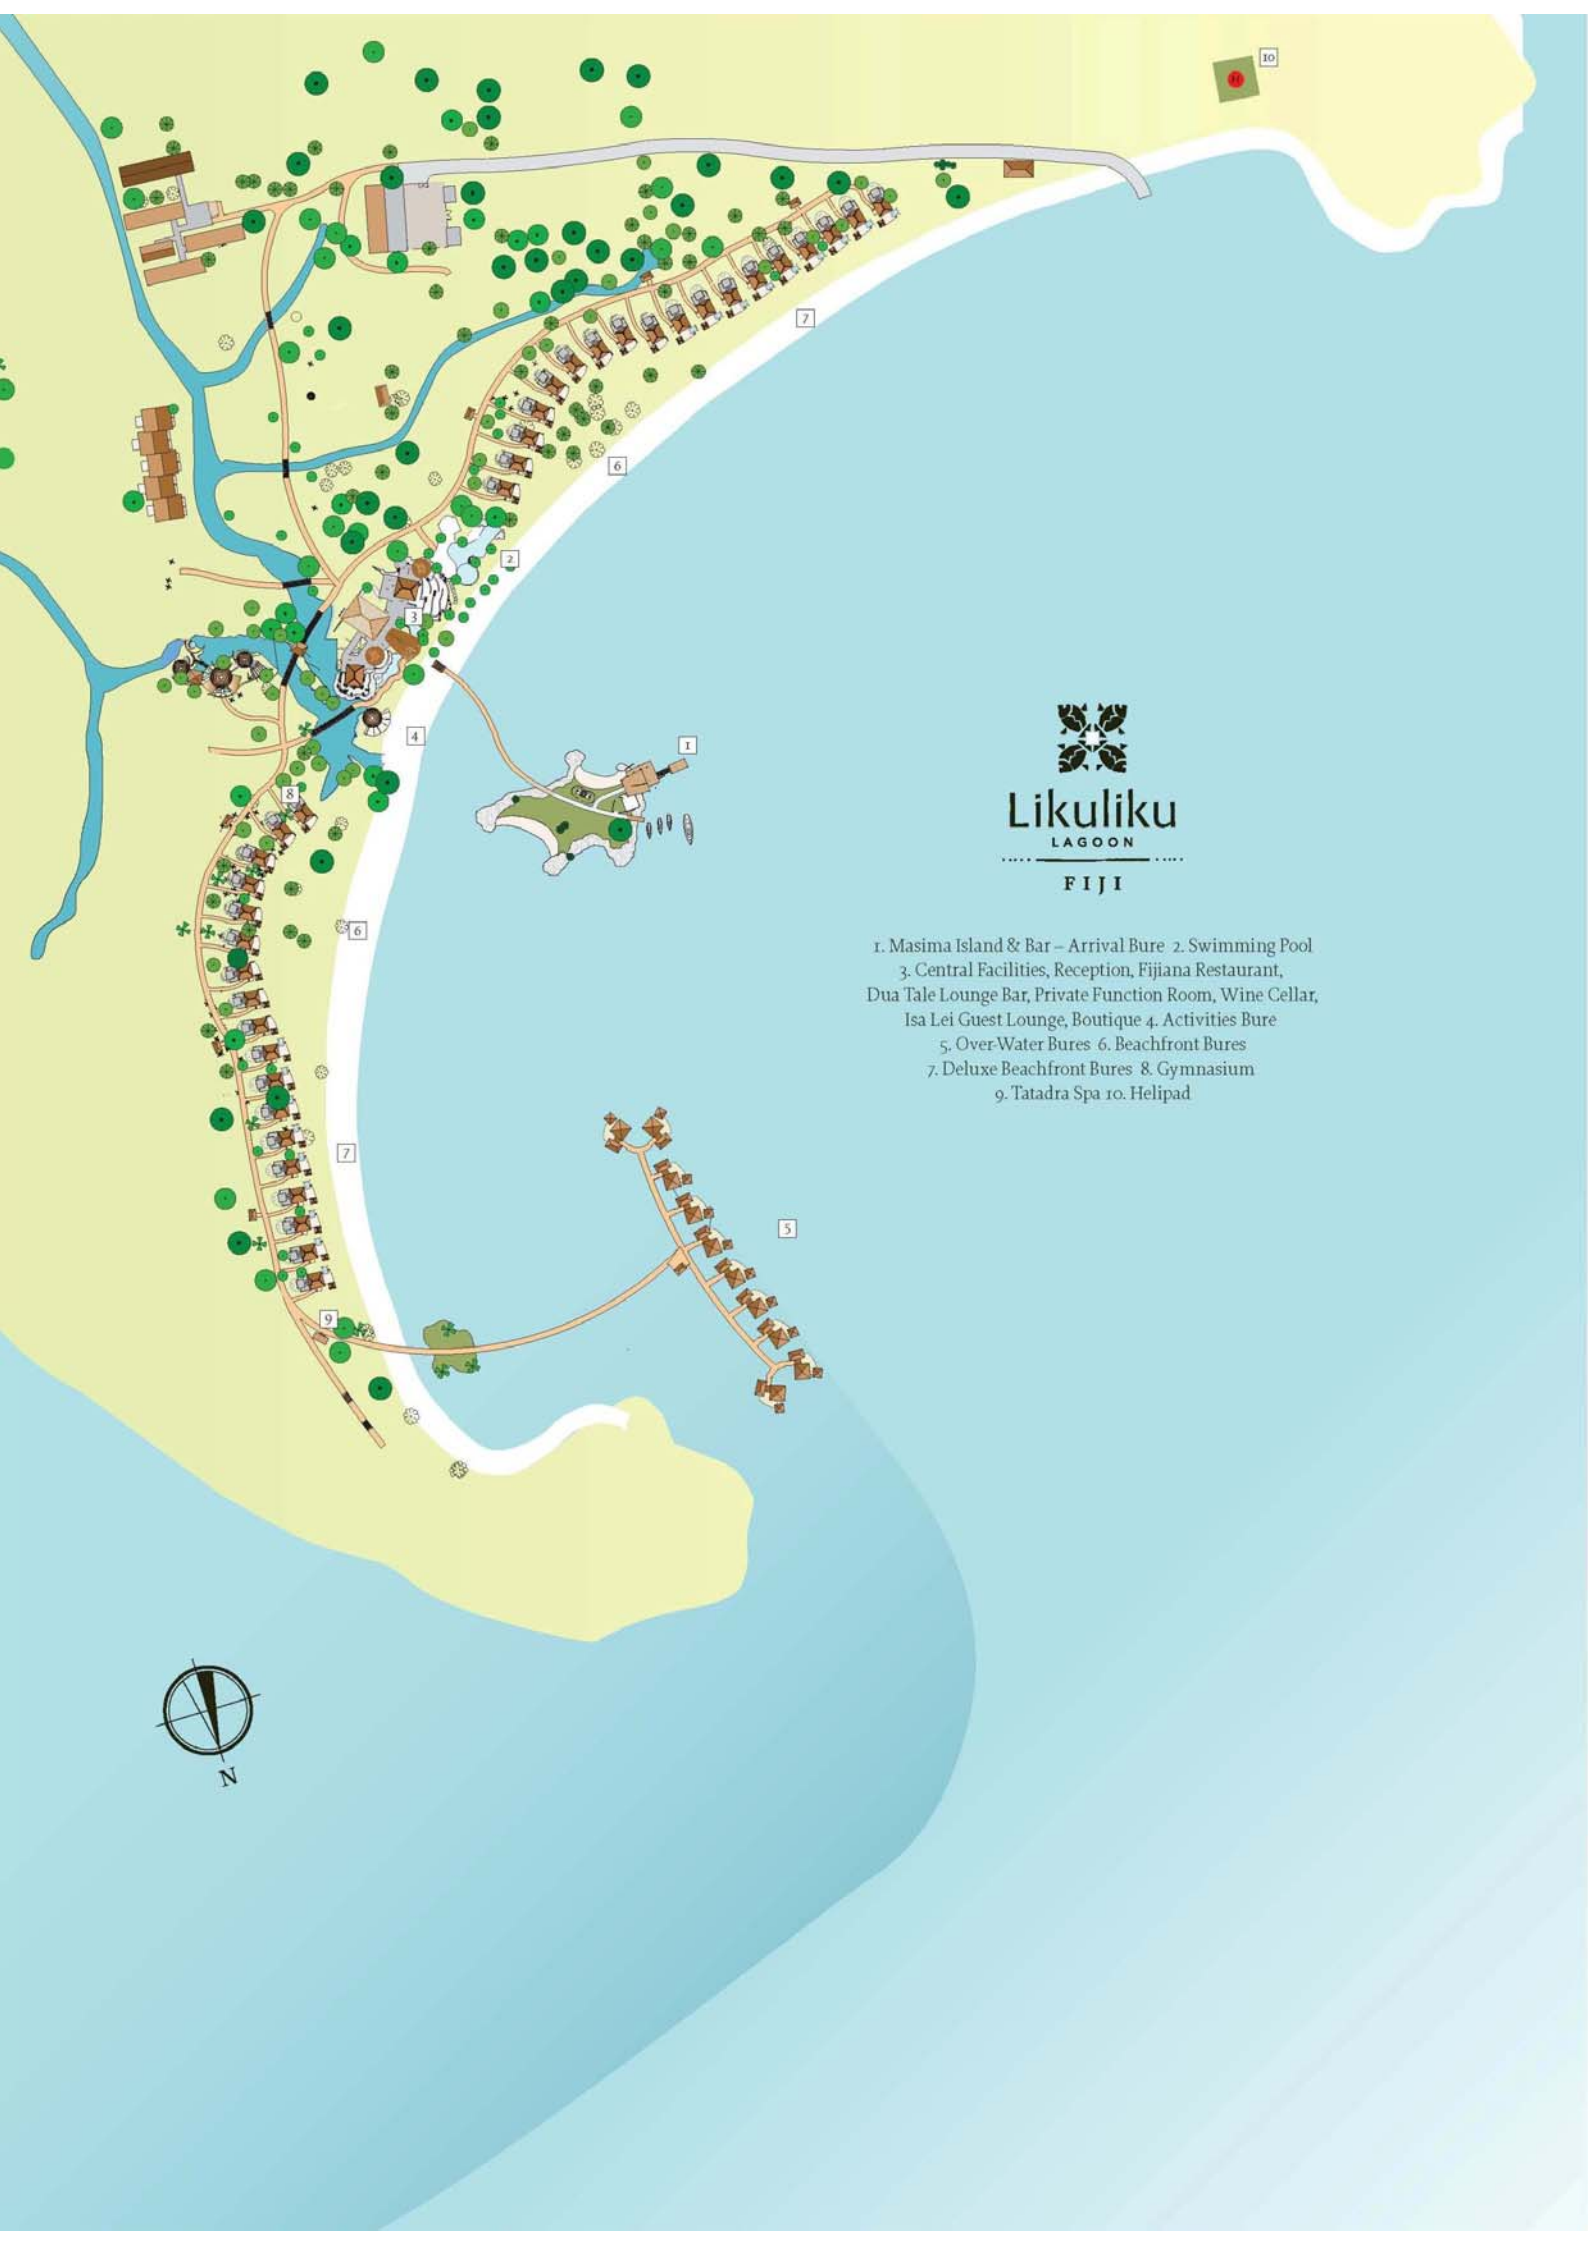 10
H
7
6
2
3
4
1
8
6
7
5
9
Likuliku
LAGOON
FIJI
1. Masima Island & Bar – Arrival Bure 2. Swimming Pool
3. Central Facilities, Reception, Fijiana Restaurant,
Dua Tale Lounge Bar, Private Function Room, Wine Cellar,
Isa Lei Guest Lounge, Boutique 4. Activities Bure
5. Over-Water Bures 6. Beachfront Bures
7. Deluxe Beachfront Bures 8. Gymnasium
9. Tatadra Spa 10. Helipad
N